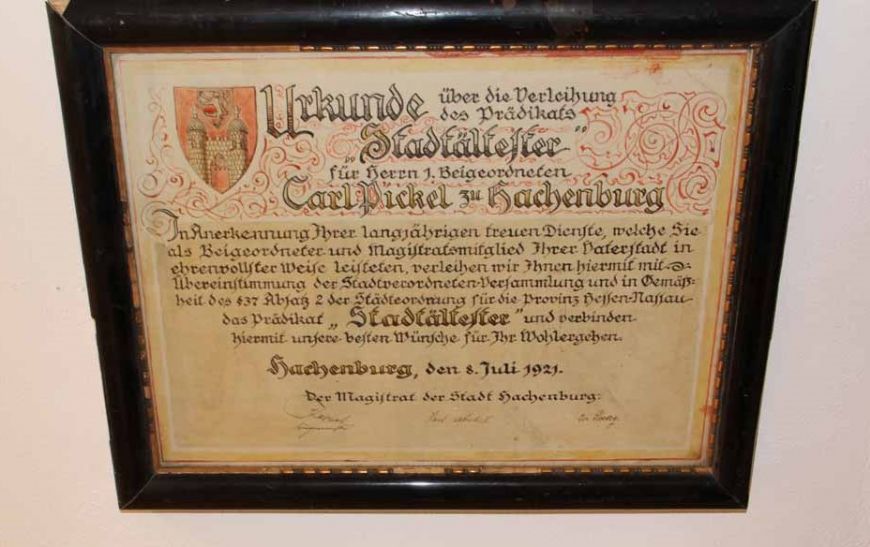 Urkunde über die Verleihung
des Prädikats
„Stadtältester"
für Herrn 1. Beigeordneten
Carl Pickel zu Hachenburg
In Anerkennung Ihrer langjährigen treuen Dienste, welche Sie
als Beigeordneter und Magistratsmitglied Ihrer Vaterstadt in
ehrenvollster Weise leisteten, verleihen wir Ihnen hiermit mit
Übereinstimmung der Stadtverordneten-Versammlung und in Gemäß-
heit des §37 Absatz 2 der Städteordnung für die Provinz Hessen-Nassau
das Prädikat „Stadtältester" und verbinden
hiermit unsere besten Wünsche für Ihr Wohlergehen.
Hachenburg, den 8. Juli 1921.
Der Magistrat der Stadt Hachenburg: